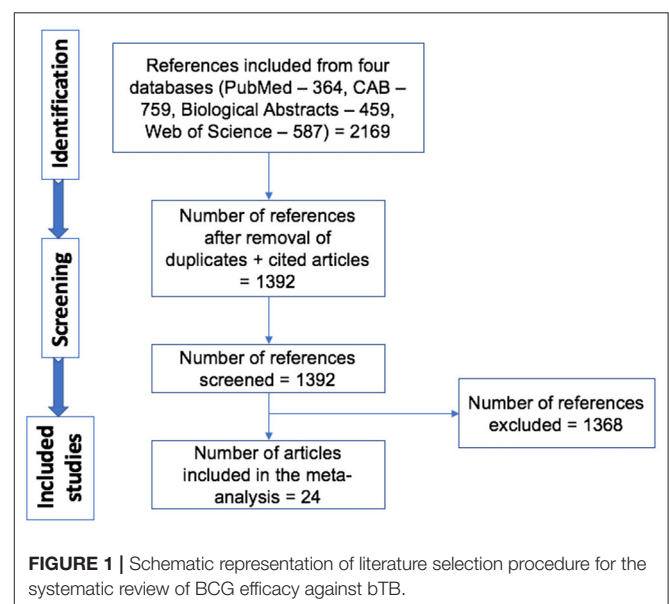 Identification
References included from four
databases (PubMed – 364, CAB –
759, Biological Abstracts – 459,
Web of Science – 587) = 2169
Screening
Number of references
after removal of
duplicates + cited articles
= 1392
Number of references
screened = 1392
Number of references
excluded = 1368
Included
studies
Number of articles
included in the meta-
analysis = 24
FIGURE 1 | Schematic representation of literature selection procedure for the
systematic review of BCG efficacy against bTB.